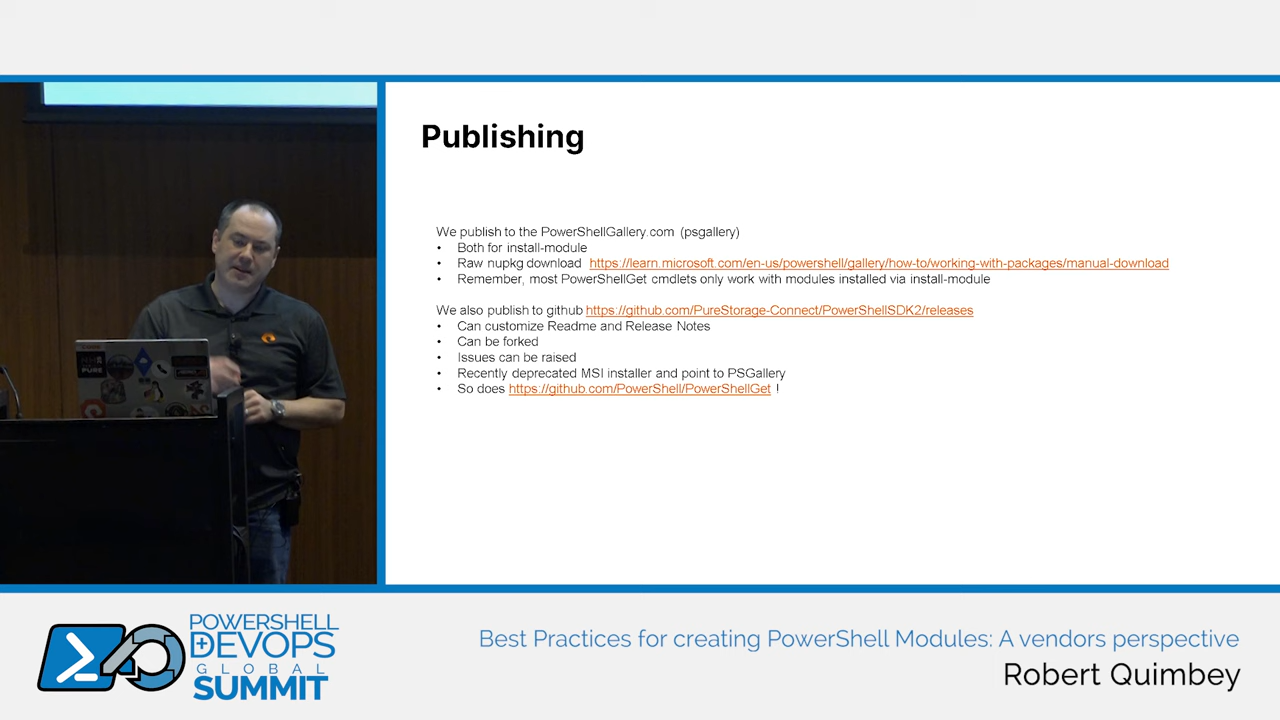 Publishing
We publish to the PowerShellGallery.com (psgallery)
• Both for install-module
• Raw nupkg download https://learn.microsoft.com/en-us/powershell/gallery/how-to/working-with-packages/manual-download
• Remember, most PowerShellGet cmdlets only work with modules installed via install-module
We also publish to github https://github.com/PureStorage-Connect/PowerShellSDK2/releases
• Can customize Readme and Release Notes
• Can be forked
• Issues can be raised
• Recently deprecated MSI installer and point to PSGallery
• So does https://github.com/PowerShell/PowerShellGet !
POWERSHELL
DEVOPS
GLOBAL
SUMMIT
Best Practices for creating PowerShell Modules: A vendors perspective
Robert Quimbey